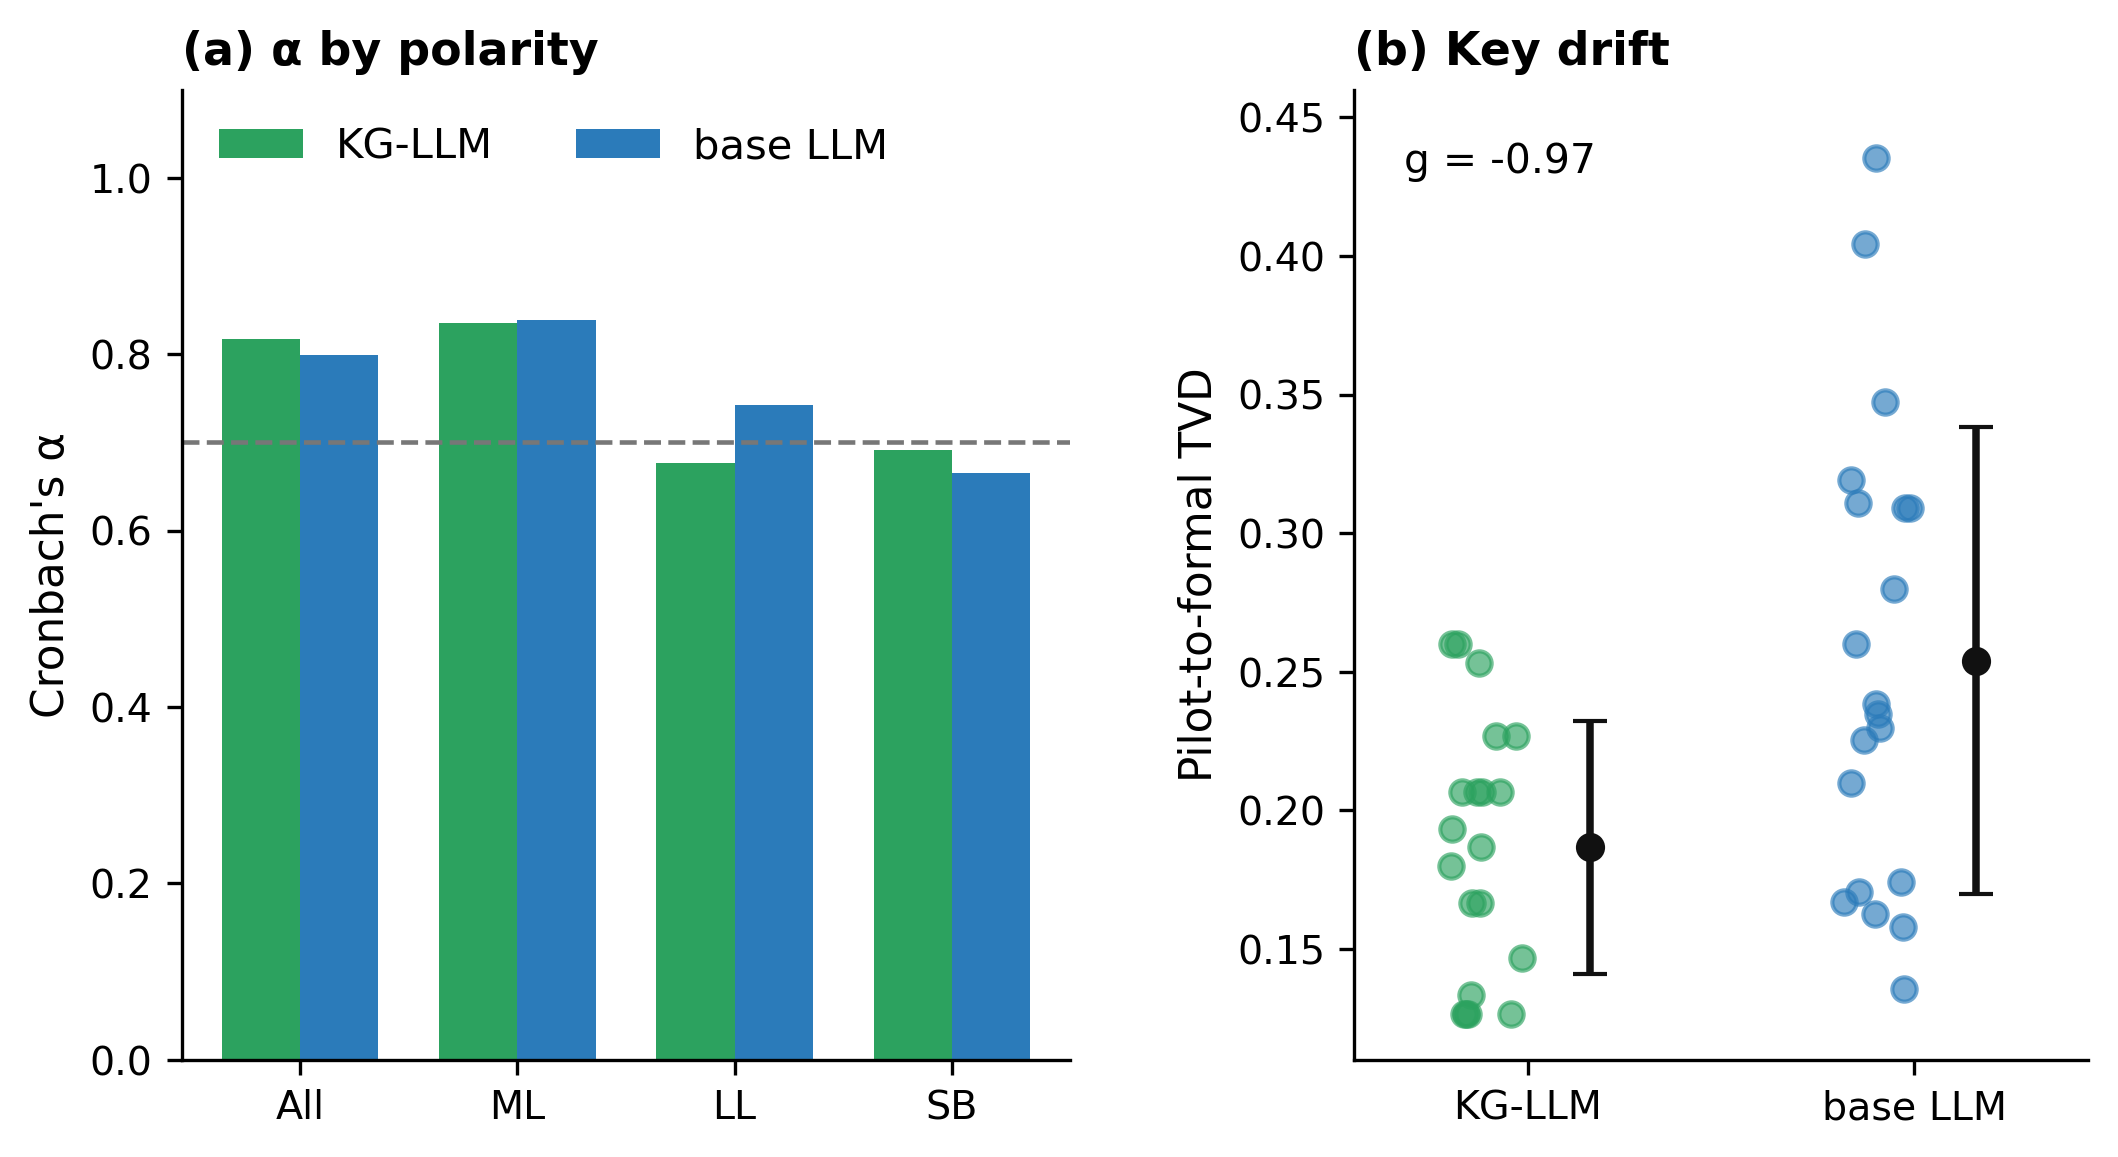 (a) α by polarity
KG-LLM
base LLM
Cronbach's α
1.0
0.8
0.6
0.4
0.2
0.0
All
ML
LL
SB
(b) Key drift
g = -0.97
Pilot-to-formal TVD
0.45
0.40
0.35
0.30
0.25
0.20
0.15
KG-LLM
base LLM